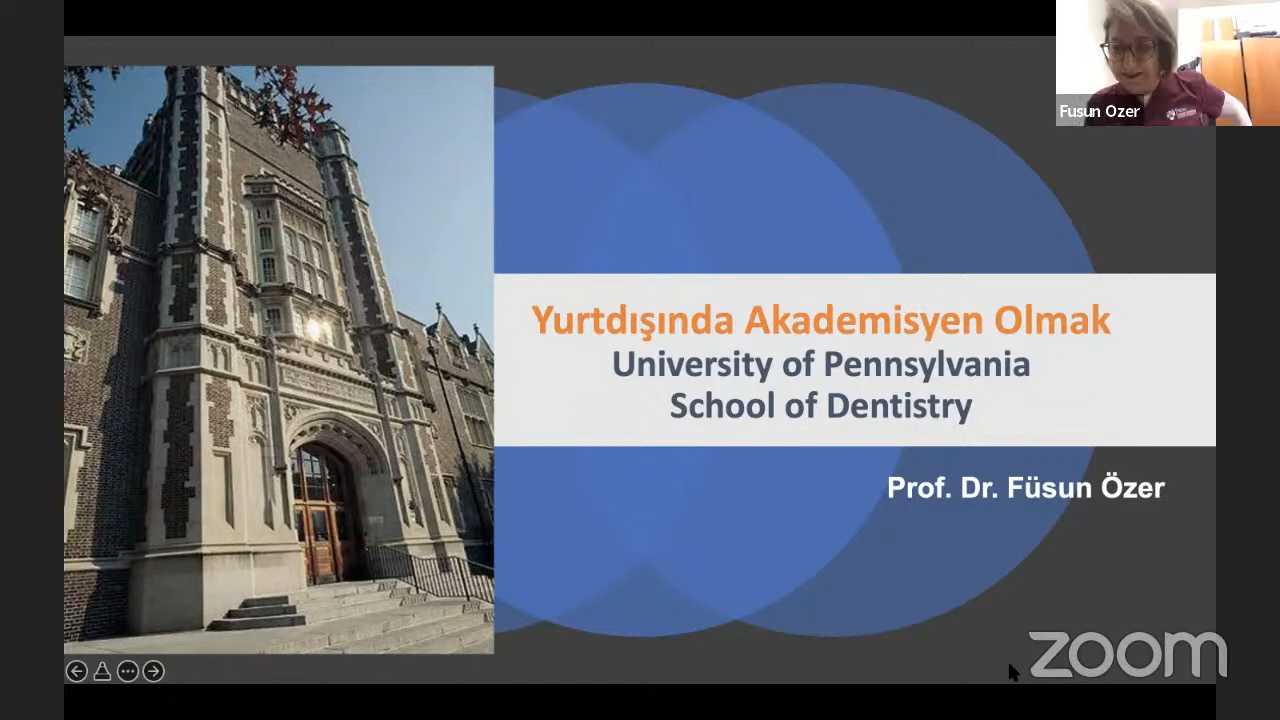 Fusun Ozer
Yurtdışında Akademisyen Olmak
University of Pennsylvania
School of Dentistry
Prof. Dr. Füsun Özer
zoom